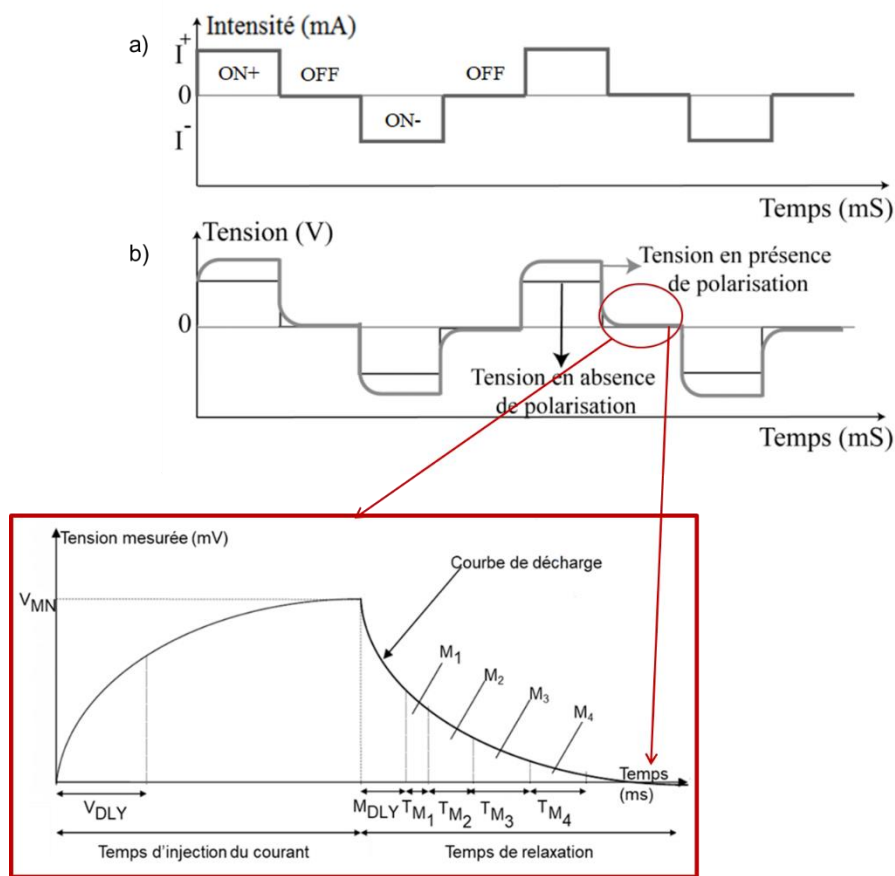 a)
Intensité (mA)
I+
0
I-
ON+
OFF
ON-
OFF
Temps (mS)
b)
Tension (V)
0
Tension en présence
de polarisation
Tension en absence
de polarisation
Temps (mS)
Tension mesurée (mV)
VMN
Courbe de décharge
M1
M2
M3
M4
Temps
(ms)
VDLY
MDLY
TM1
TM2
TM3
TM4
Temps d'injection du courant
Temps de relaxation